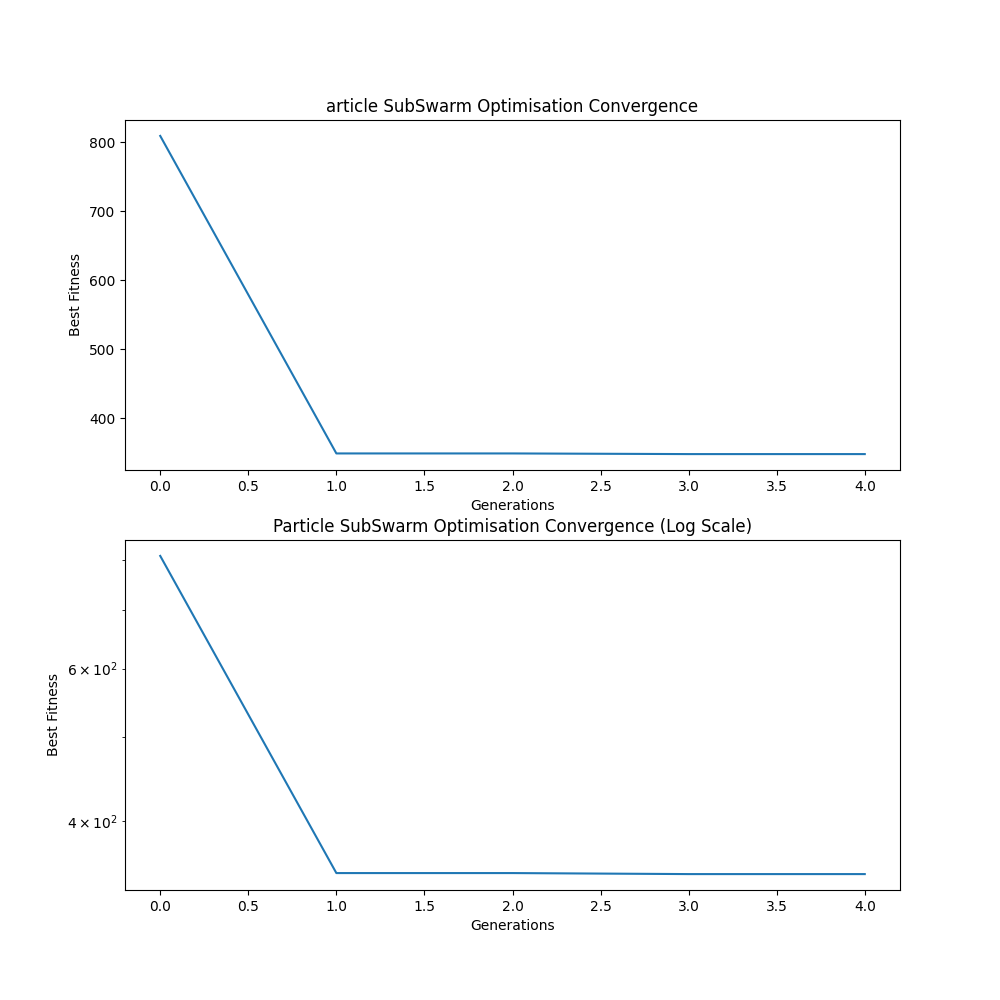 article SubSwarm Optimisation Convergence
800
700
600
500
400
Best Fitness
0.0 0.5 1.0 1.5 2.0 2.5 3.0 3.5 4.0
Generations
Particle SubSwarm Optimisation Convergence (Log Scale)
6 × 10²
4 × 10²
Best Fitness
0.0 0.5 1.0 1.5 2.0 2.5 3.0 3.5 4.0
Generations